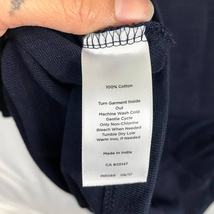 100% Cotton
Turn Garment Inside
Out
Machine Wash Cold
Gentle Cycle
Only Non-Chlorine
Bleach When Needed
Tumble Dry Low
Warm Iron, If Needed
Made in India